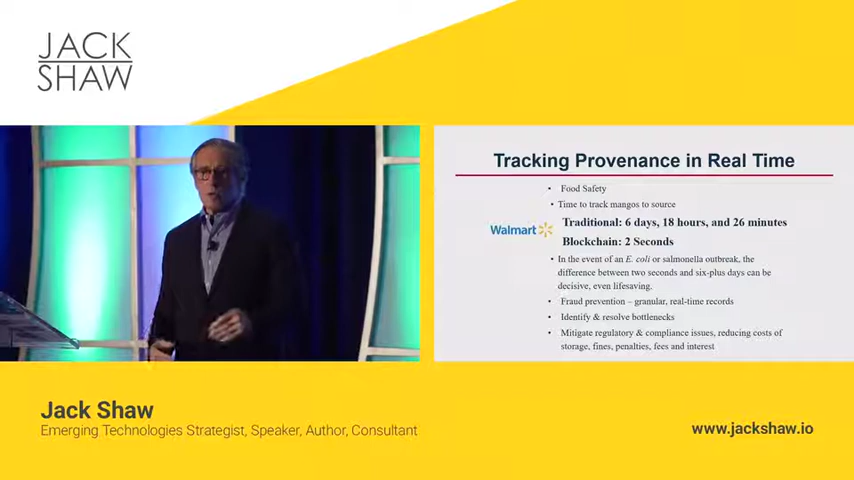 JACK
SHAW
Tracking Provenance in Real Time
• Food Safety
• Time to track mangos to source
Walmart
Traditional: 6 days, 18 hours, and 26 minutes
Blockchain: 2 Seconds
• In the event of an E. coli or salmonella outbreak, the
difference between two seconds and six-plus days can be
decisive, even lifesaving.
• Fraud prevention – granular, real-time records
• Identify & resolve bottlenecks
• Mitigate regulatory & compliance issues, reducing costs of
storage, fines, penalties, fees and interest
Jack Shaw
Emerging Technologies Strategist, Speaker, Author, Consultant
www.jackshaw.io